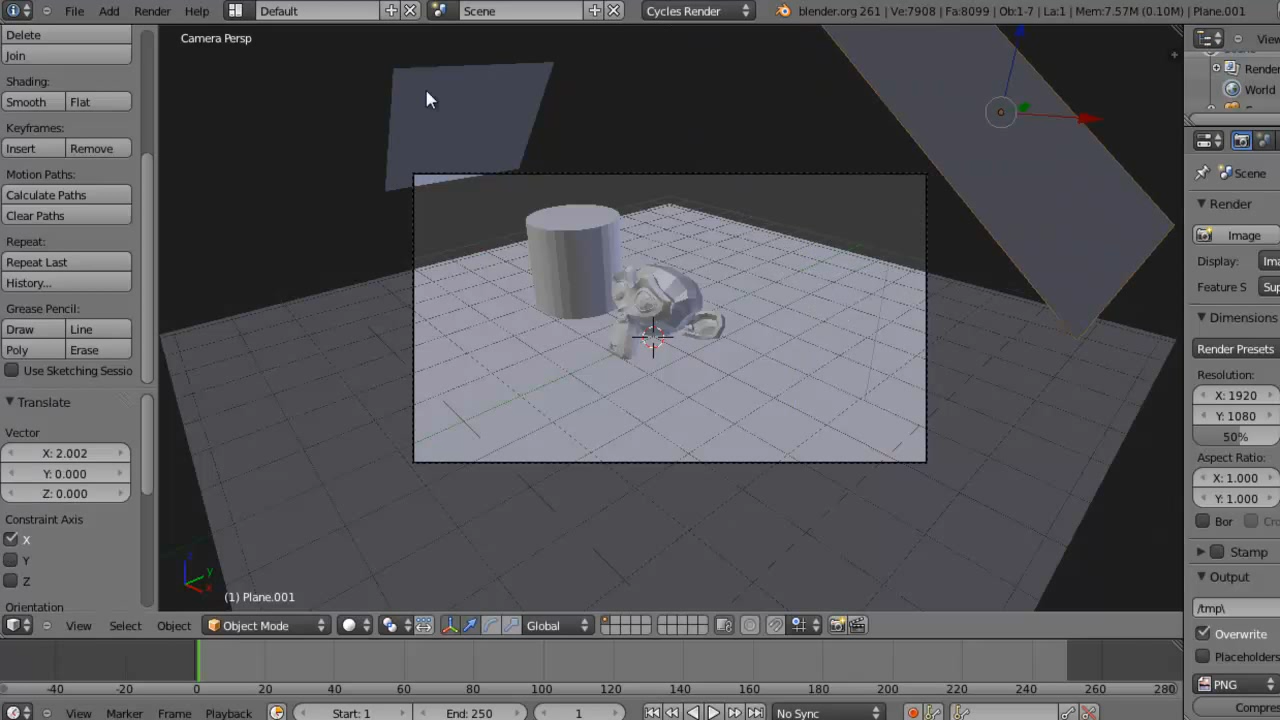 File Add Render Help Default Scene Cycles Render blender.org 261 | Ve:7908 | Fa:8099 | Ob:1-7 | La:1 | Mem:7.57M (0.10M) | Plane.001
Camera Persp
Delete
Join
Shading:
Smooth Flat
Keyframes:
Insert Remove
Motion Paths:
Calculate Paths
Clear Paths
Repeat:
Repeat Last
History...
Grease Pencil:
Draw Line
Poly Erase
Use Sketching Sessio
Translate
Vector
X: 2.002
Y: 0.000
Z: 0.000
Constraint Axis
X
Y
Z
Orientation
z
y
x
(1) Plane.001
View Select Object Object Mode Global
-40 -20 0 20 40 60 80 100 120 140 160 180 200 220 240 260 280
View Marker Frame Playback Start: 1 End: 250 1 No Sync
View
Render
World
Scene
Render
Image
Display: Ima
Feature S Sup
Dimensions
Render Presets
Resolution:
X: 1920
Y: 1080
50%
Aspect Ratio:
X: 1.000
Y: 1.000
Bor Cro
Stamp
Output
/tmp\
Overwrite
Placeholders
PNG
Compres